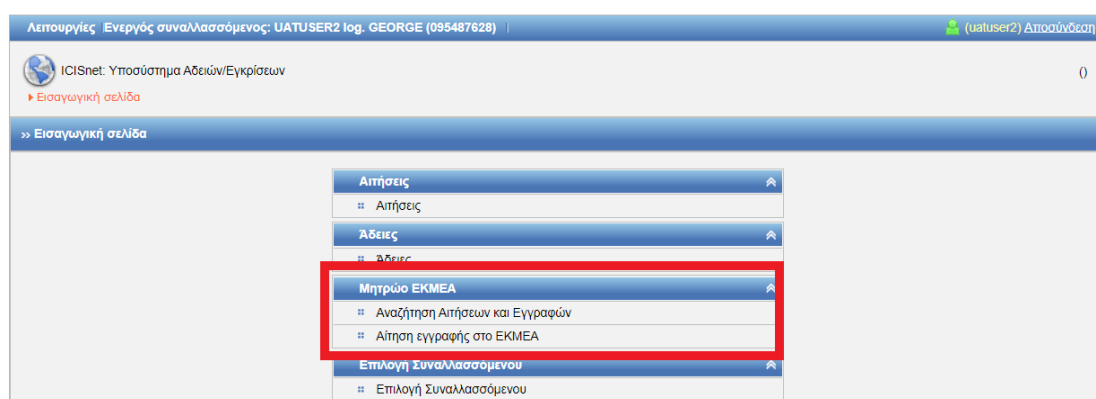 Λειτουργίες |Ενεργός συναλλασσόμενος: UATUSER2 log. GEORGE (095487628) |
(uatuser2) Αποσύνδεση
ICISnet: Υποσύστημα Αδειών/Εγκρίσεων
()
Εισαγωγική σελίδα
›› Εισαγωγική σελίδα
Αιτήσεις
Αιτήσεις
Άδειες
Άδειες
Μητρώο ΕΚΜΕΑ
Αναζήτηση Αιτήσεων και Εγγραφών
Αίτηση εγγραφής στο ΕΚΜΕΑ
Επιλογή Συναλλασσόμενου
Επιλογή Συναλλασσόμενου